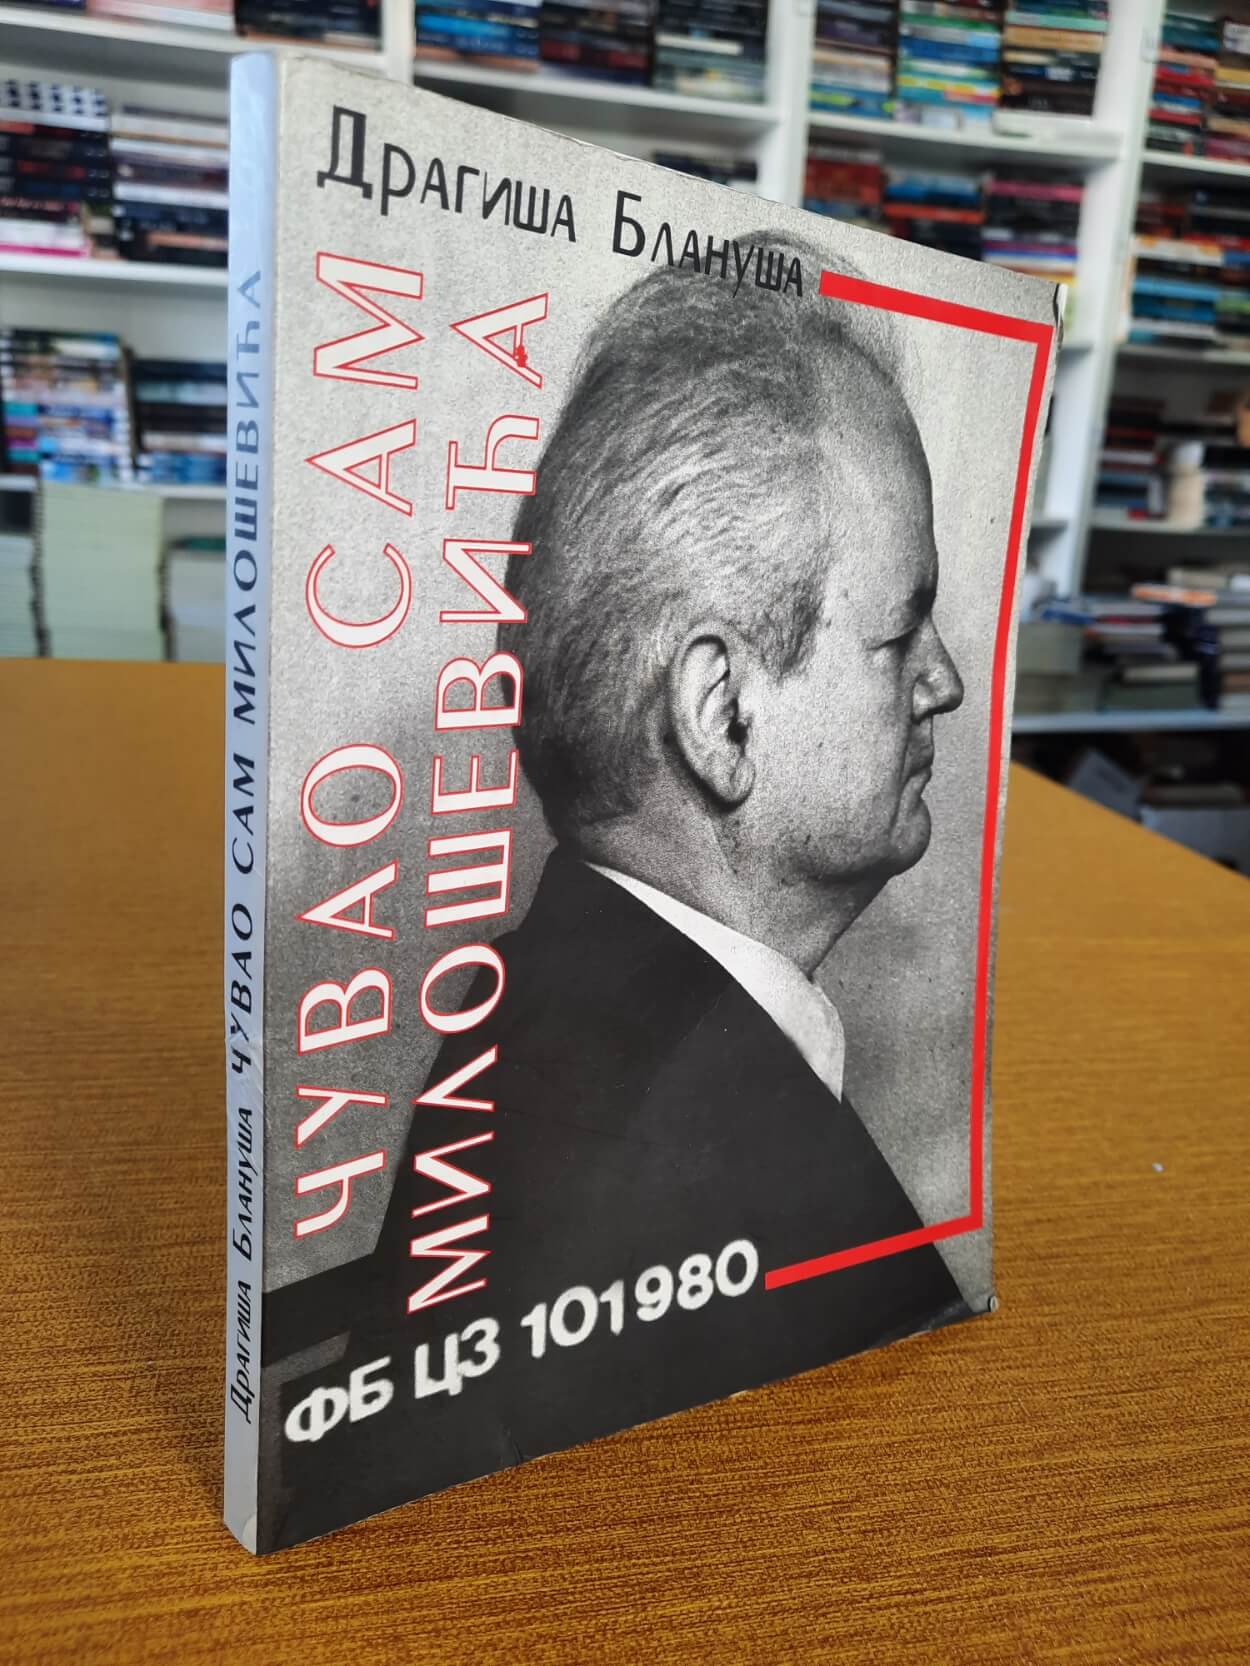 Драгиша Блануша
ЧУВАО САМ
МИЛОШЕВИЋА
ФБ ЦЗ 101980
Драгиша Блануша ЧУВАО САМ МИЛОШЕВИЋА